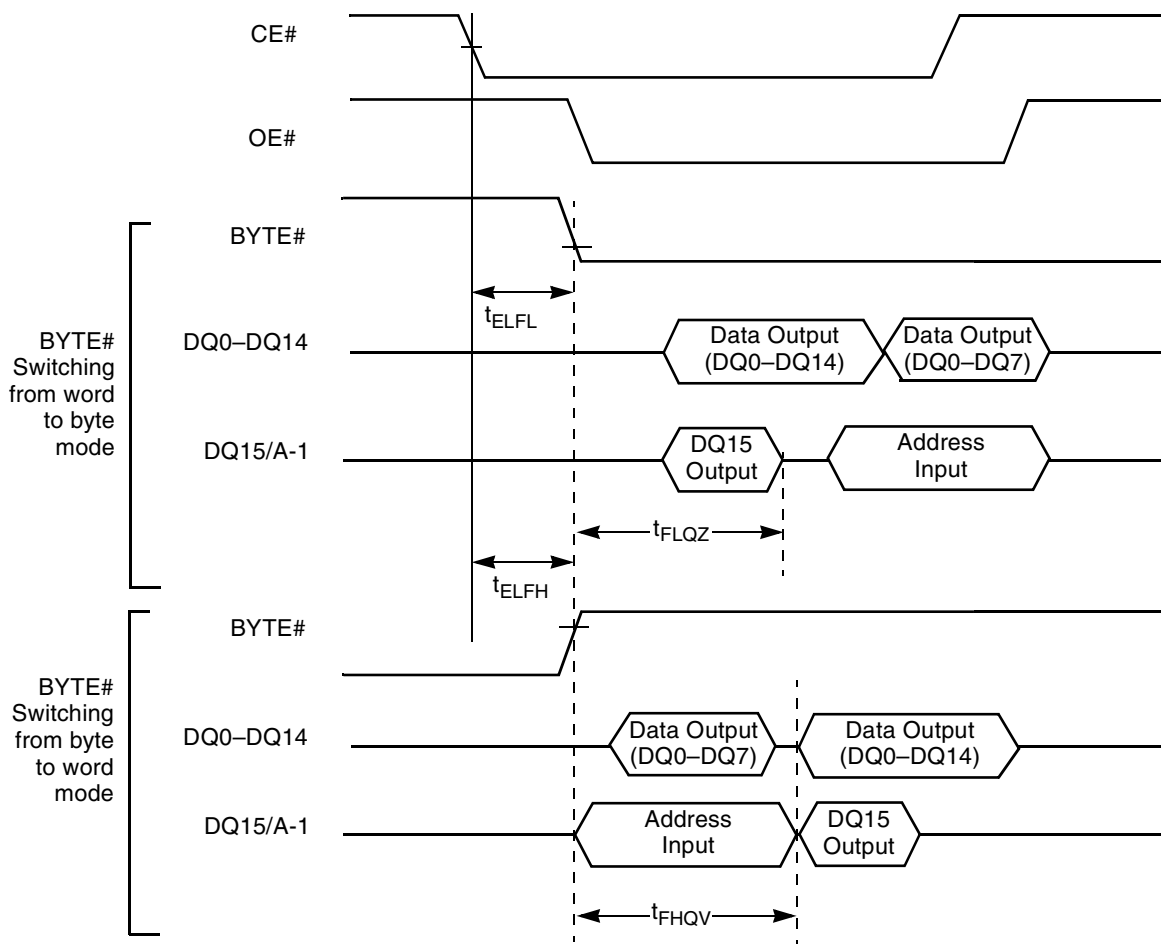 CE#
OE#
BYTE#
tELFL
BYTE#
Switching
from word
to byte
mode
DQ0–DQ14
Data Output
(DQ0–DQ14)
Data Output
(DQ0–DQ7)
DQ15/A-1
DQ15
Output
Address
Input
tFLQZ
tELFH
BYTE#
BYTE#
Switching
from byte
to word
mode
DQ0–DQ14
Data Output
(DQ0–DQ7)
Data Output
(DQ0–DQ14)
DQ15/A-1
Address
Input
DQ15
Output
tFHQV